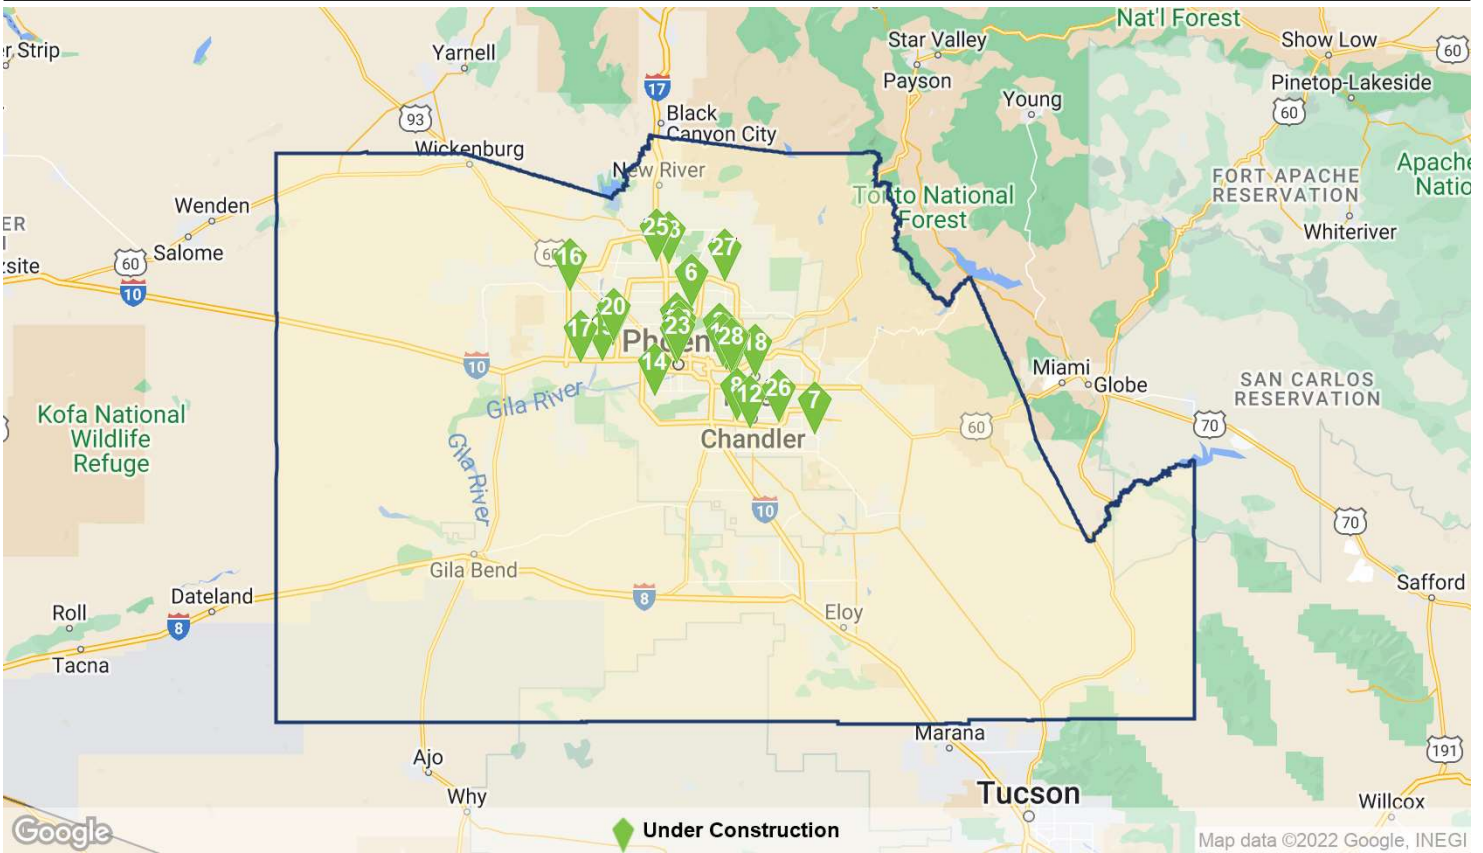 Nat'l Forest
r Strip
Yarnell
Star Valley
Show Low
60
Payson
Pinetop-Lakeside
17
Young
93
Black
Canyon City
60
Wickenburg
New River
FORT APACHE
RESERVATION
Apache
Natio
Tonto National
Forest
Wenden
ER
Whiteriver
25
3
27
Salome
60
60
16
zsite
10
6
20
17
23
28
18
14
10
Miami
Globe
SAN CARLOS
RESERVATION
8
12
26
7
Gila River
Kofa National
Wildlife
Refuge
60
70
Chandler
Gila River
10
70
Gila Bend
Safford
8
Dateland
Eloy
Roll
8
Tacna
Marana
Ajo
191
Why
Tucson
Willcox
Google
Under Construction
Map data ©2022 Google, INEGI